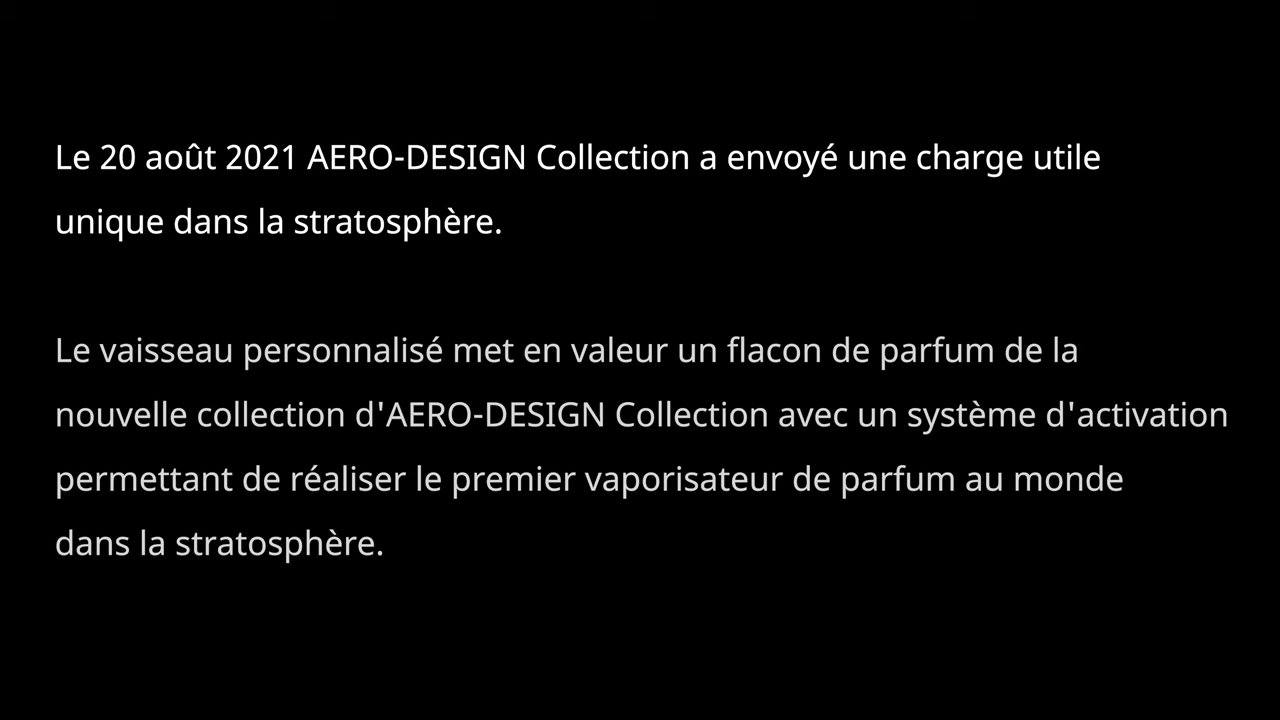 Le 20 août 2021 AERO-DESIGN Collection a envoyé une charge utile
unique dans la stratosphère.
Le vaisseau personnalisé met en valeur un flacon de parfum de la
nouvelle collection d'AERO-DESIGN Collection avec un système d'activation
permettant de réaliser le premier vaporisateur de parfum au monde
dans la stratosphère.